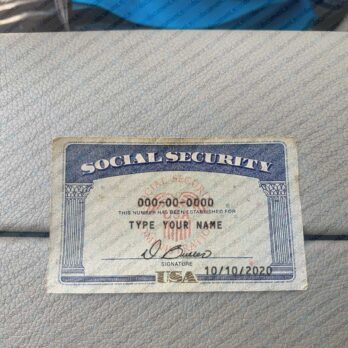 SOCIAL SECURITY
000-00-0000
THIS NUMBER HAS BEEN ESTABLISHED FOR
TYPE YOUR NAME
SIGNATURE
USA
10/10/2020